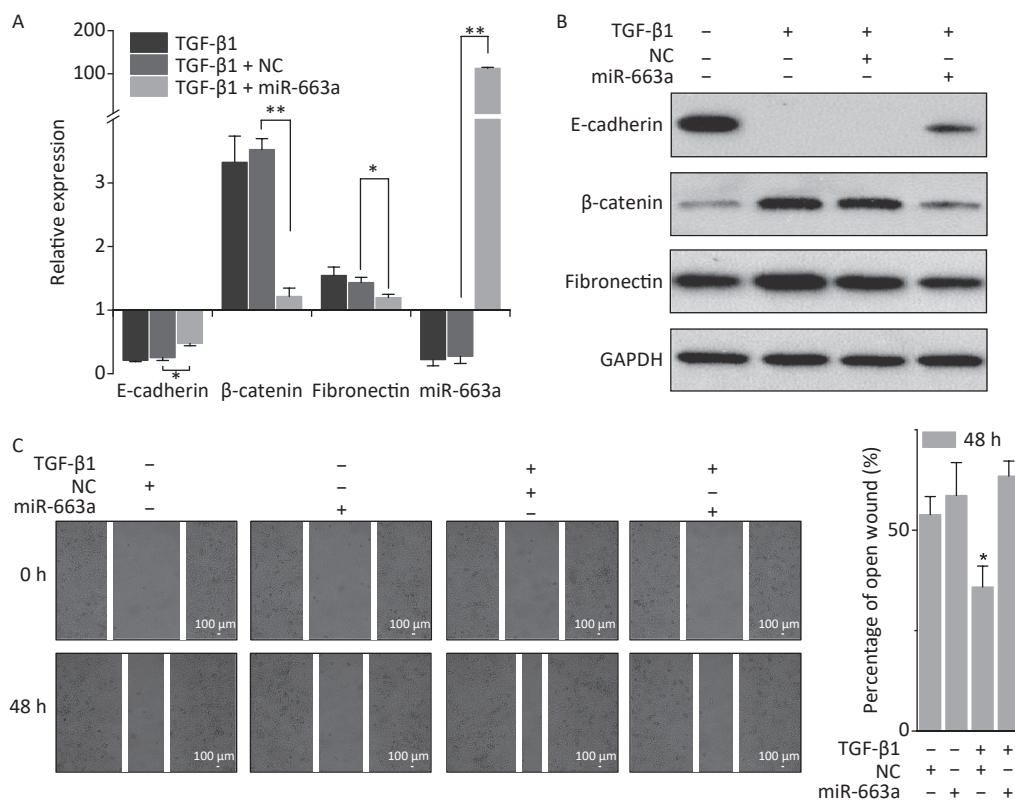 A
200
100
3
2
1
0
Relative expression
TGF-β1
TGF-β1 + NC
TGF-β1 + miR-663a
**
*
**
*
E-cadherin β-catenin Fibronectin miR-663a
B
TGF-β1 – + + +
NC – – + –
miR-663a – – – +
E-cadherin
β-catenin
Fibronectin
GAPDH
C
TGF-β1 – – + +
NC + – + –
miR-663a – + – +
0 h
100 µm 100 µm 100 µm 100 µm
48 h
100 µm 100 µm 100 µm 100 µm
48 h
Percentage of open wound (%)
50
0
*
TGF-β1 – – + +
NC + – + –
miR-663a – + – +